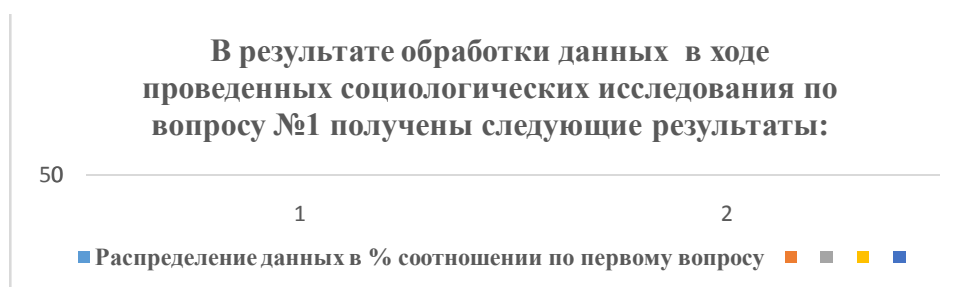 В результате обработки данных в ходе
проведенных социологических исследования по
вопросу №1 получены следующие результаты:
50
1 2
Распределение данных в % соотношении по первому вопросу